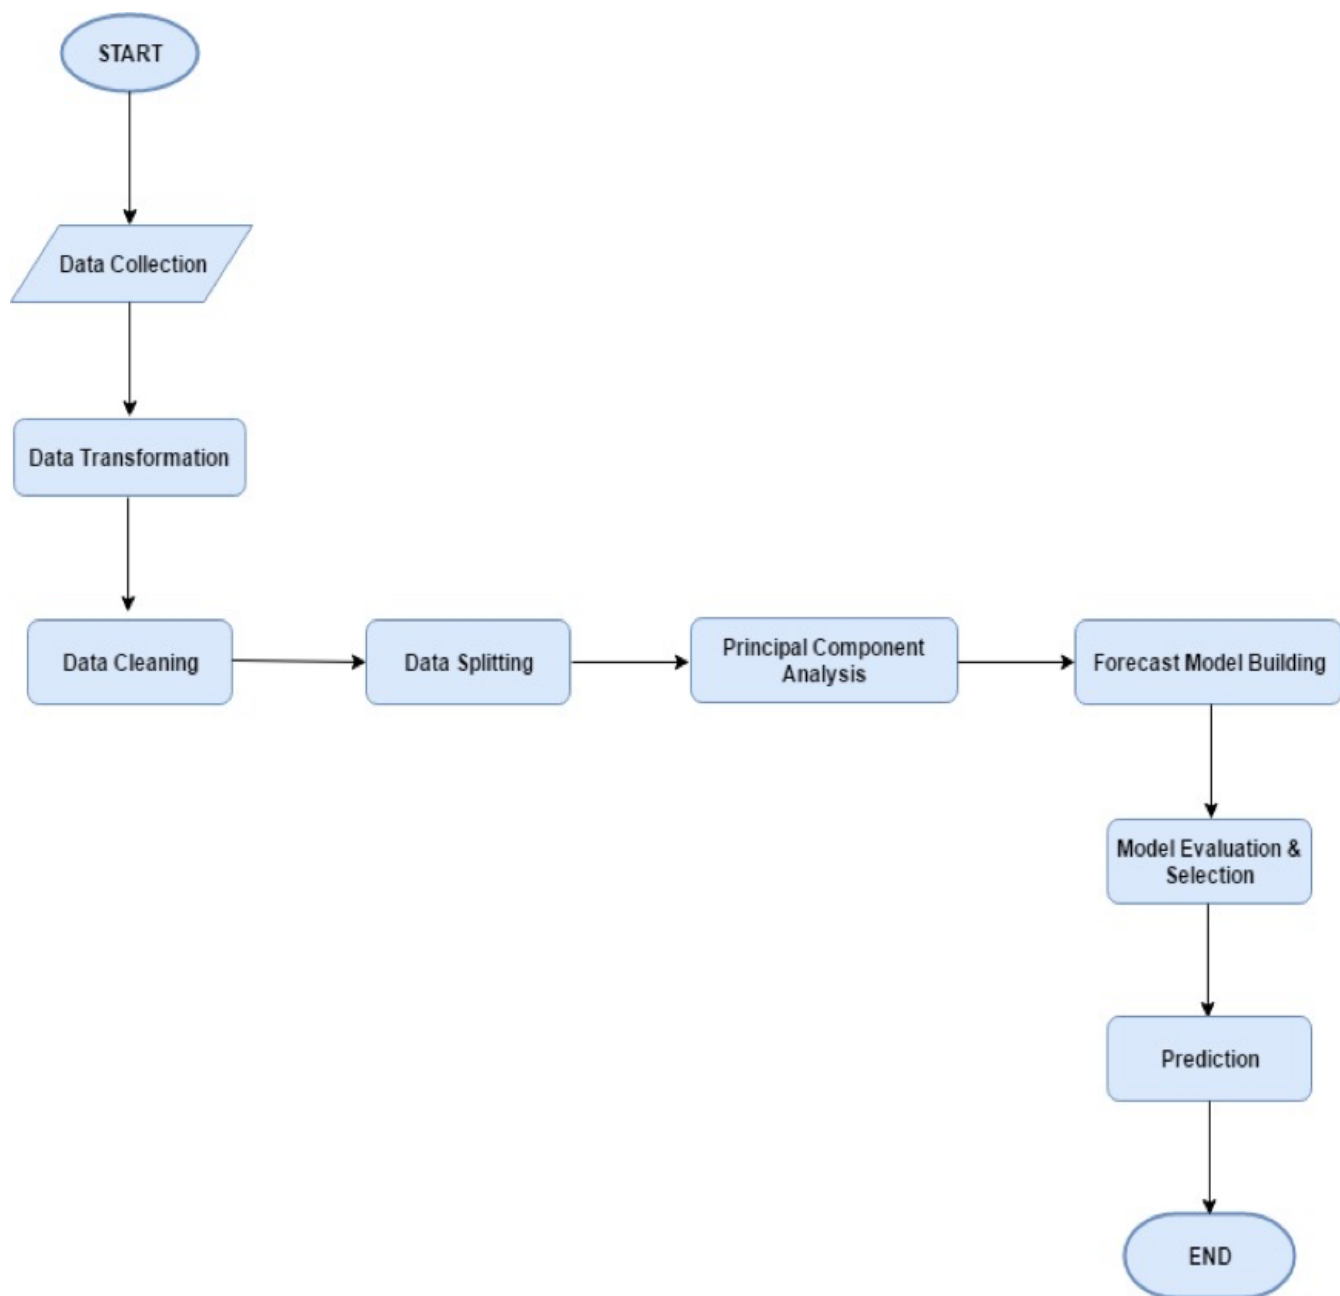 START
Data Collection
Data Transformation
Data Cleaning
Data Splitting
Principal Component
Analysis
Forecast Model Building
Model Evaluation &
Selection
Prediction
END